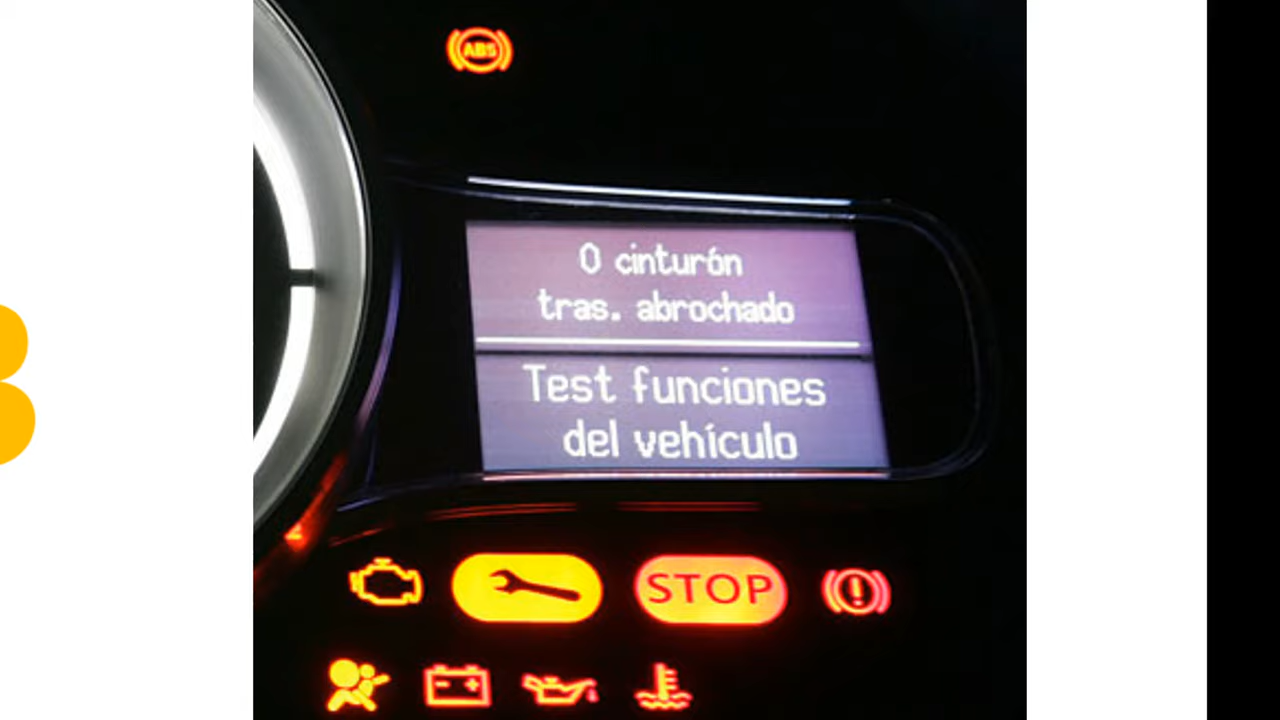 ABS
0 cinturón
tras. abrochado
Test funciones
del vehículo
STOP